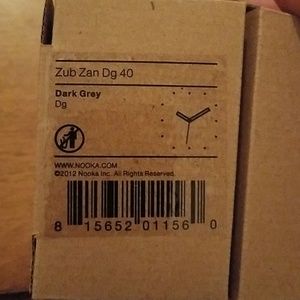 Zub Zan Dg 40
Dark Grey
Dg
WWW.NOOKA.COM
©2012 Nooka Inc. All Rights Reserved.
8 15652 01156 0